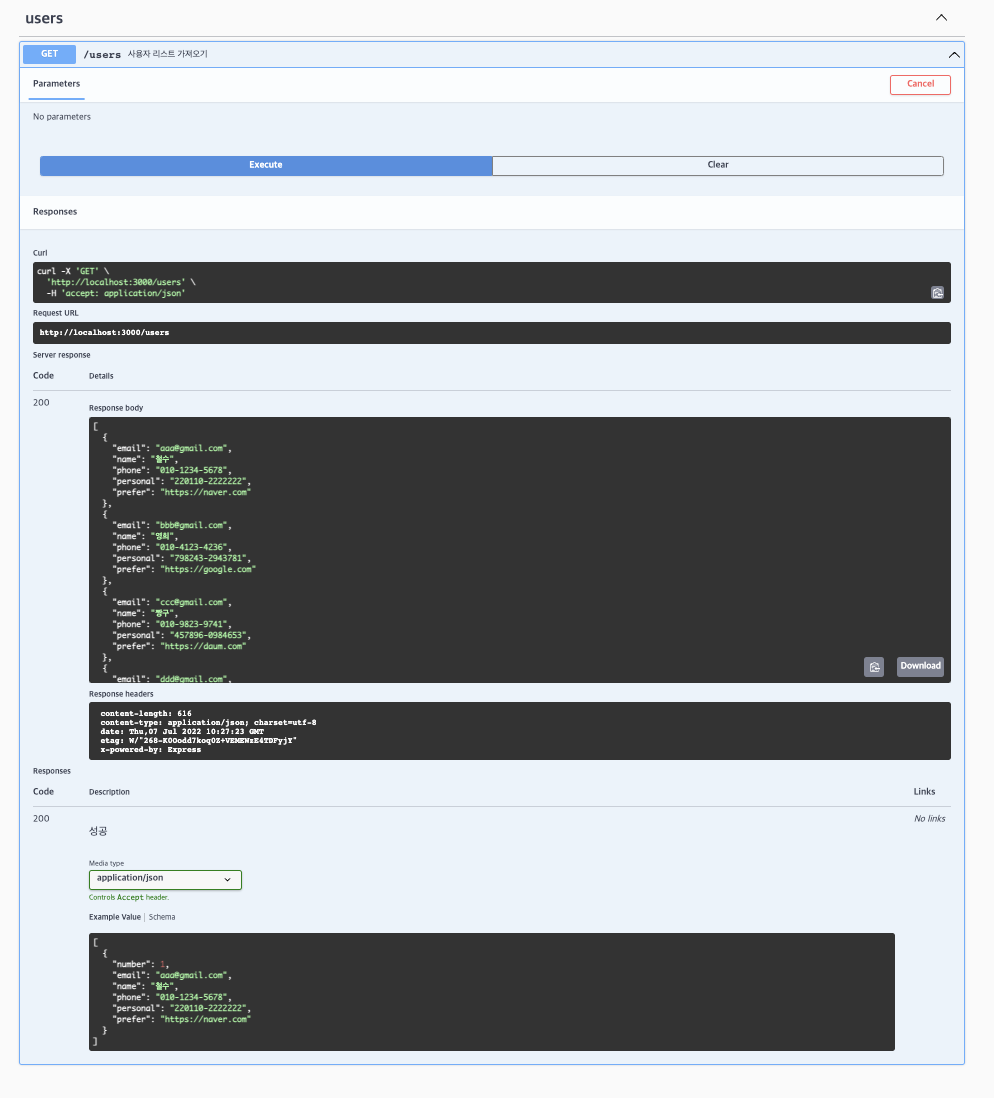 users
GET /users 사용자 리스트 가져오기
Parameters
Cancel
No parameters
Execute
Clear
Responses
Curl
curl -X 'GET' \
  'http://localhost:3000/users' \
  -H 'accept: application/json'
Request URL
http://localhost:3000/users
Server response
Code Details
200
Response body
[
  {
    "email": "aaa@gmail.com",
    "name": "철수",
    "phone": "010-1234-5678",
    "personal": "220110-2222222",
    "prefer": "https://naver.com"
  },
  {
    "email": "bbb@gmail.com",
    "name": "영희",
    "phone": "010-4123-4236",
    "personal": "798243-2943781",
    "prefer": "https://google.com"
  },
  {
    "email": "ccc@gmail.com",
    "name": "짱구",
    "phone": "010-9823-9741",
    "personal": "457896-0984653",
    "prefer": "https://daum.com"
  },
  {
    "email": "ddd@gmail.com",
Download
Response headers
content-length: 616
content-type: application/json; charset=utf-8
date: Thu,07 Jul 2022 10:27:23 GMT
etag: W/"268-KOOodd7koq0Z+VEMEWzE4TDFyjY"
x-powered-by: Express
Responses
Code Description Links
200 No links
성공
Media type
application/json
Controls Accept header.
Example Value | Schema
[
  {
    "number": 1,
    "email": "aaa@gmail.com",
    "name": "철수",
    "phone": "010-1234-5678",
    "personal": "220110-2222222",
    "prefer": "https://naver.com"
  }
]